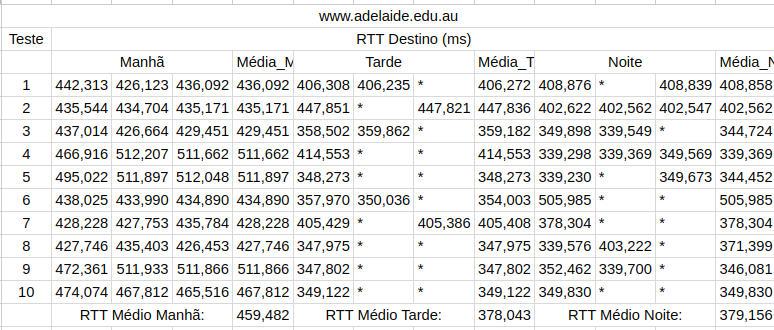 www.adelaide.edu.au
Teste RTT Destino (ms)
Manhã Média_M Tarde Média_T Noite Média_N
1 442,313 426,123 436,092 436,092 406,308 406,235 * 406,272 408,876 * 408,839 408,858
2 435,544 434,704 435,171 435,171 447,851 * 447,821 447,836 402,622 402,562 402,547 402,562
3 437,014 426,664 429,451 429,451 358,502 359,862 * 359,182 349,898 339,549 * 344,724
4 466,916 512,207 511,662 511,662 414,553 * * 414,553 339,298 339,369 349,569 339,369
5 495,022 511,897 512,048 511,897 348,273 * * 348,273 339,230 * 349,673 344,452
6 438,025 433,990 434,890 434,890 357,970 350,036 * 354,003 505,985 * * 505,985
7 428,228 427,753 435,784 428,228 405,429 * 405,386 405,408 378,304 * * 378,304
8 427,746 435,403 426,453 427,746 347,975 * * 347,975 339,576 403,222 * 371,399
9 472,361 511,933 511,866 511,866 347,802 * * 347,802 352,462 339,700 * 346,081
10 474,074 467,812 465,516 467,812 349,122 * * 349,122 349,830 * * 349,830
RTT Médio Manhã: 459,482 RTT Médio Tarde: 378,043 RTT Médio Noite: 379,156